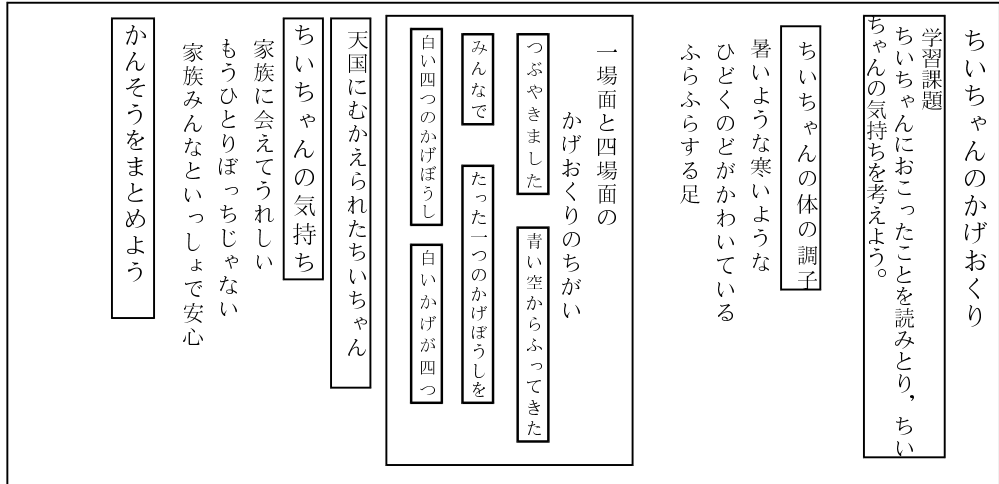 ちいちゃんのかげおくり
学習課題
ちいちゃんにおこったことを読みとり，ちい
ちゃんの気持ちを考えよう。
ちいちゃんの体の調子
暑いような寒いような
ひどくのどがかわいている
ふらふらする足
一場面と四場面の
かげおくりのちがい
つぶやきました
青い空からふってきた
みんなで
たった一つのかげぼうしを
白い四つのかげぼうし
白いかげが四つ
天国にむかえられたちいちゃん
ちいちゃんの気持ち
家族に会えてうれしい
もうひとりぼっちじゃない
家族みんなといっしょで安心
かんそうをまとめよう